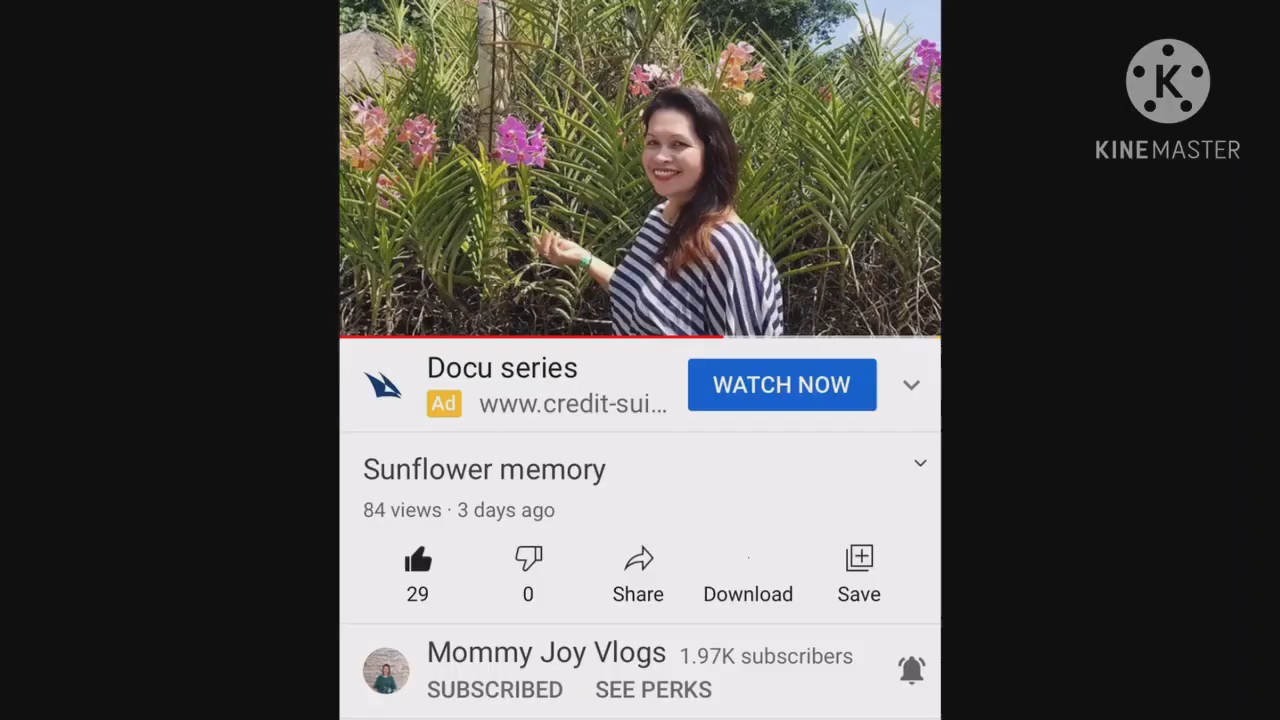 K
KINEMASTER
Docu series
WATCH NOW
Ad www.credit-sui...
Sunflower memory
84 views · 3 days ago
29 0 Share Download Save
Mommy Joy Vlogs 1.97K subscribers
SUBSCRIBED SEE PERKS